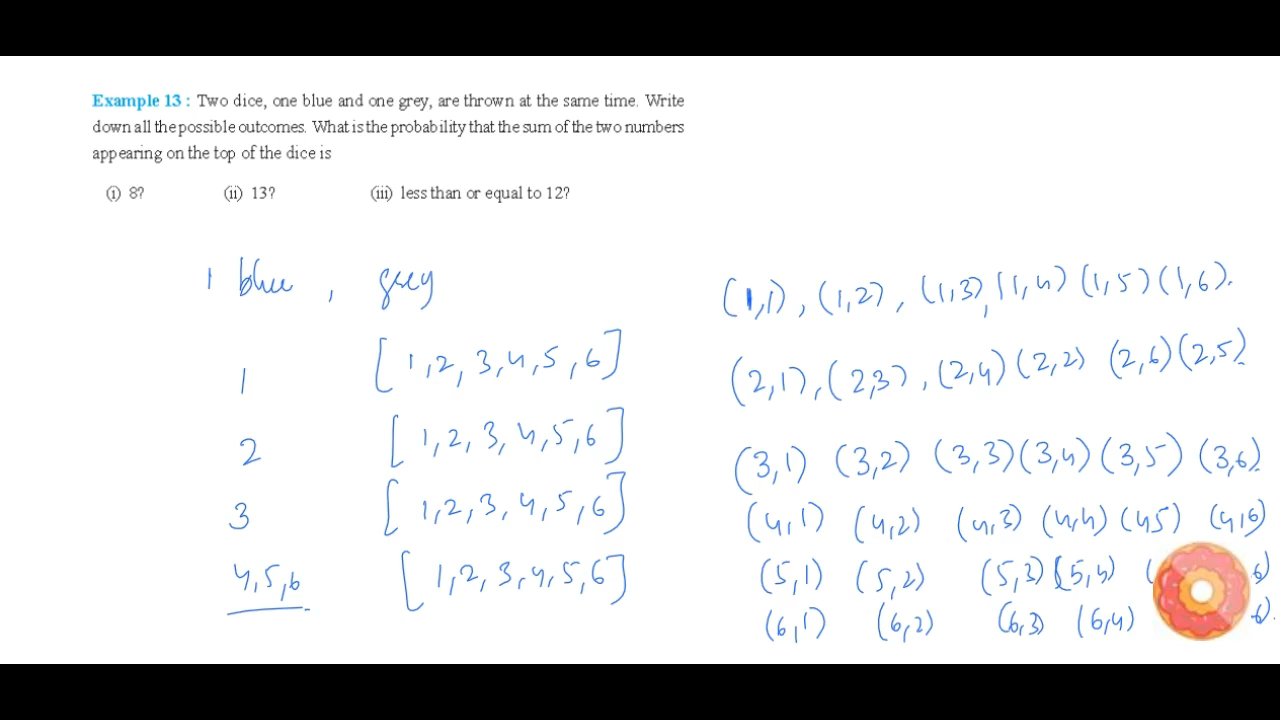 Example 13 : Two dice, one blue and one grey, are thrown at the same time. Write
down all the possible outcomes. What is the probability that the sum of the two numbers
appearing on the top of the dice is
(i) 8? (ii) 13? (iii) less than or equal to 12?
1 blue , grey
1 [1,2,3,4,5,6]
2 [1,2,3,4,5,6]
3 [1,2,3,4,5,6]
4,5,6 [1,2,3,4,5,6]
(1,1), (1,2), (1,3), (1,4) (1,5) (1,6).
(2,1), (2,3), (2,4) (2,2) (2,6) (2,5).
(3,1) (3,2) (3,3) (3,4) (3,5) (3,6).
(4,1) (4,2) (4,3) (4,4) (45) (4,6)
(5,1) (5,2) (5,3) (5,4) ( 6)
(6,1) (6,2) (6,3) (6,4) 6).